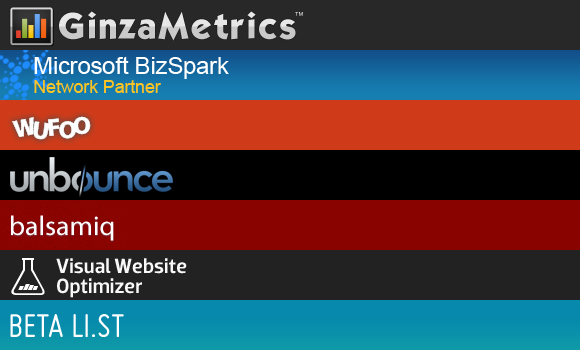 GinzaMetrics™
Microsoft BizSpark
Network Partner
WUFOO
unbounce
balsamiq
Visual Website
Optimizer
BETA LI.ST